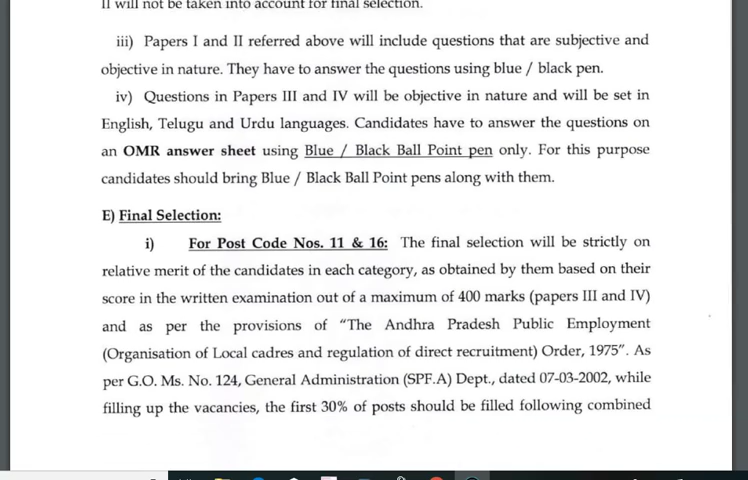 II will not be taken into account for final selection.
iii) Papers I and II referred above will include questions that are subjective and
objective in nature. They have to answer the questions using blue / black pen.
iv) Questions in Papers III and IV will be objective in nature and will be set in
English, Telugu and Urdu languages. Candidates have to answer the questions on
an OMR answer sheet using Blue / Black Ball Point pen only. For this purpose
candidates should bring Blue / Black Ball Point pens along with them.
E) Final Selection:
i) For Post Code Nos. 11 & 16: The final selection will be strictly on
relative merit of the candidates in each category, as obtained by them based on their
score in the written examination out of a maximum of 400 marks (papers III and IV)
and as per the provisions of “The Andhra Pradesh Public Employment
(Organisation of Local cadres and regulation of direct recruitment) Order, 1975”. As
per G.O. Ms. No. 124, General Administration (SPF.A) Dept., dated 07-03-2002, while
filling up the vacancies, the first 30% of posts should be filled following combined